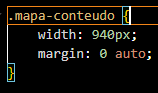 .mapa-conteudo {
    width: 940px;
    margin: 0 auto;
}